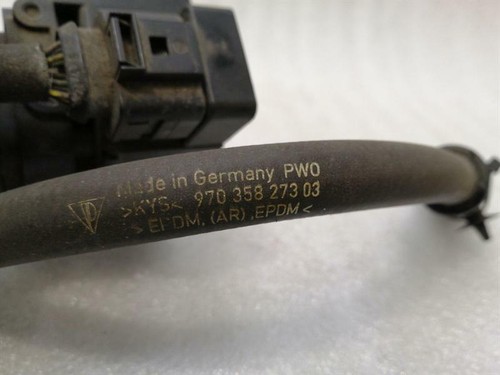 Made in Germany PWO
>KYS< 970 358 273 03
>EPDM,(AR),EPDM<